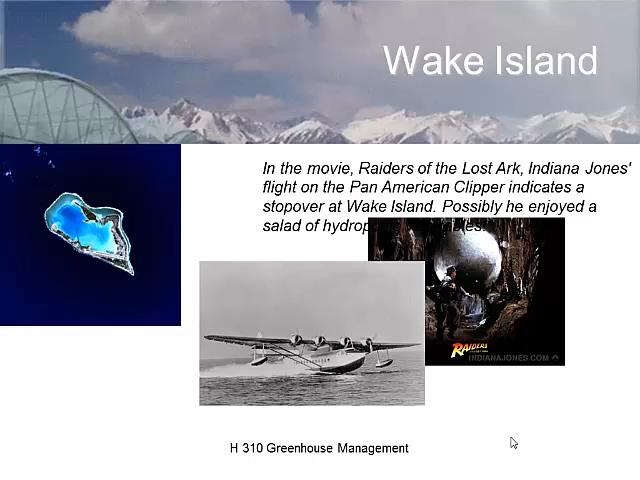 Wake Island
In the movie, Raiders of the Lost Ark, Indiana Jones'
flight on the Pan American Clipper indicates a
stopover at Wake Island. Possibly he enjoyed a
salad of
RAIDERS
INDIANAJONES.COM
H 310 Greenhouse Management